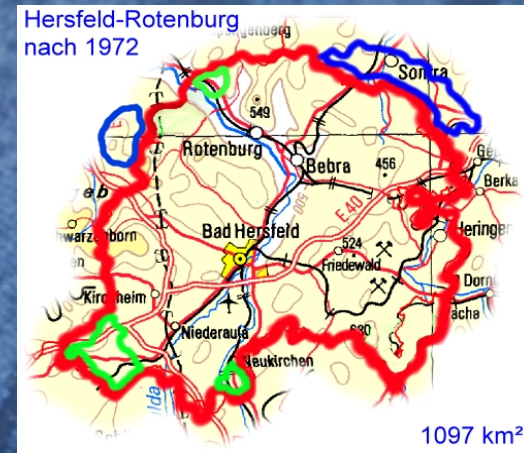 Hersfeld-Rotenburg
nach 1972
Sontra
549
Rotenburg
Bebra
456
Berka
E40
500
Bad Hersfeld
Heringen
524
Friedewald
Kirchheim
Niederaula
Neukirchen
1097 km²